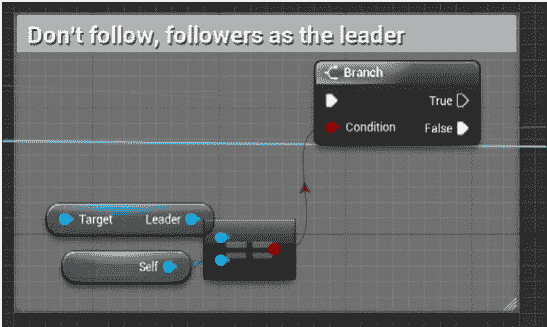 Don't follow, followers as the leader
Branch
True
Condition
False
Target
Leader
Self
==